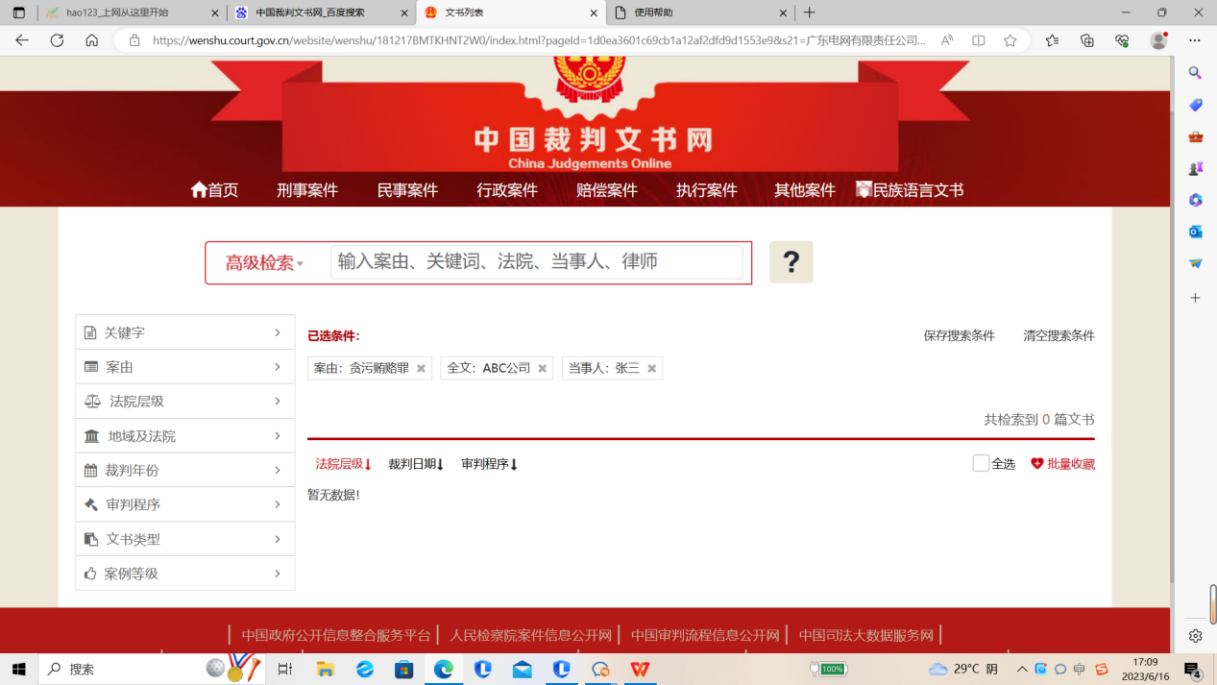 hao123_上网从这里开始
中国裁判文书网_百度搜索
文书列表
使用帮助
https://wenshu.court.gov.cn/website/wenshu/181217BMTKHNT2W0/index.html?pageId=1d0ea3601c69cb1a12af2dfd9d1553e9&s21=广东电网有限责任公司...
中国裁判文书网
China Judgements Online
首页 刑事案件 民事案件 行政案件 赔偿案件 执行案件 其他案件 民族语言文书
高级检索 输入案由、关键词、法院、当事人、律师 ?
关键字
案由
法院层级
地域及法院
裁判年份
审判程序
文书类型
案例等级
已选条件: 保存搜索条件 清空搜索条件
案由：贪污贿赂罪 全文：ABC公司 当事人：张三
共检索到 0 篇文书
法院层级 裁判日期 审判程序 全选 批量收藏
暂无数据!
中国政府公开信息整合服务平台 人民检察院案件信息公开网 中国审判流程信息公开网 中国司法大数据服务网
搜索 100% 29°C 阴 中 17:09
2023/6/16 4